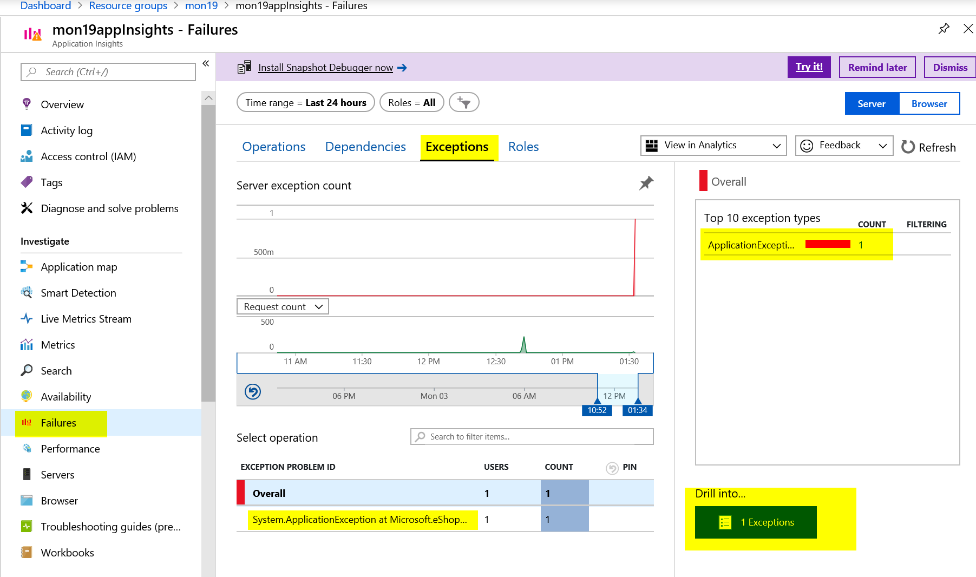 Dashboard > Resource groups > mon19 > mon19appInsights - Failures
mon19appInsights - Failures
Application Insights
Search (Ctrl+/)
Overview
Activity log
Access control (IAM)
Tags
Diagnose and solve problems
Investigate
Application map
Smart Detection
Live Metrics Stream
Metrics
Search
Availability
Failures
Performance
Servers
Browser
Troubleshooting guides (pre...
Workbooks
Install Snapshot Debugger now
Try it!
Remind later
Dismiss
Time range = Last 24 hours
Roles = All
Server
Browser
Operations
Dependencies
Exceptions
Roles
View in Analytics
Feedback
Refresh
Server exception count
1
500m
0
Request count
500
0
11 AM 11:30 12 PM 12:30 01 PM 01:30
06 PM Mon 03 06 AM 12 PM
10:52 01:34
Select operation
Search to filter items...
EXCEPTION PROBLEM ID USERS COUNT PIN
Overall 1 1
System.ApplicationException at Microsoft.eShop... 1 1
Overall
Top 10 exception types COUNT FILTERING
ApplicationExcepti... 1
Drill into...
1 Exceptions